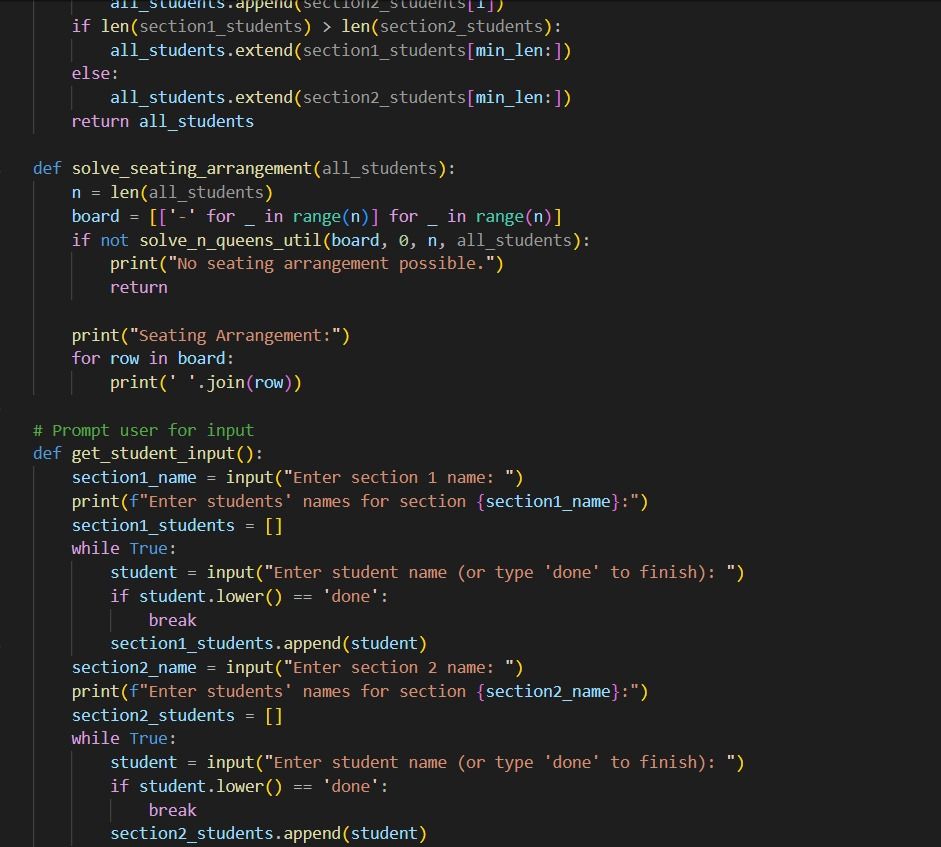 all_students.append(section2_students[i])
    if len(section1_students) > len(section2_students):
        all_students.extend(section1_students[min_len:])
    else:
        all_students.extend(section2_students[min_len:])
    return all_students

def solve_seating_arrangement(all_students):
    n = len(all_students)
    board = [['-' for _ in range(n)] for _ in range(n)]
    if not solve_n_queens_util(board, 0, n, all_students):
        print("No seating arrangement possible.")
        return

    print("Seating Arrangement:")
    for row in board:
        print(' '.join(row))

# Prompt user for input
def get_student_input():
    section1_name = input("Enter section 1 name: ")
    print(f"Enter students' names for section {section1_name}:")
    section1_students = []
    while True:
        student = input("Enter student name (or type 'done' to finish): ")
        if student.lower() == 'done':
            break
        section1_students.append(student)
    section2_name = input("Enter section 2 name: ")
    print(f"Enter students' names for section {section2_name}:")
    section2_students = []
    while True:
        student = input("Enter student name (or type 'done' to finish): ")
        if student.lower() == 'done':
            break
        section2_students.append(student)